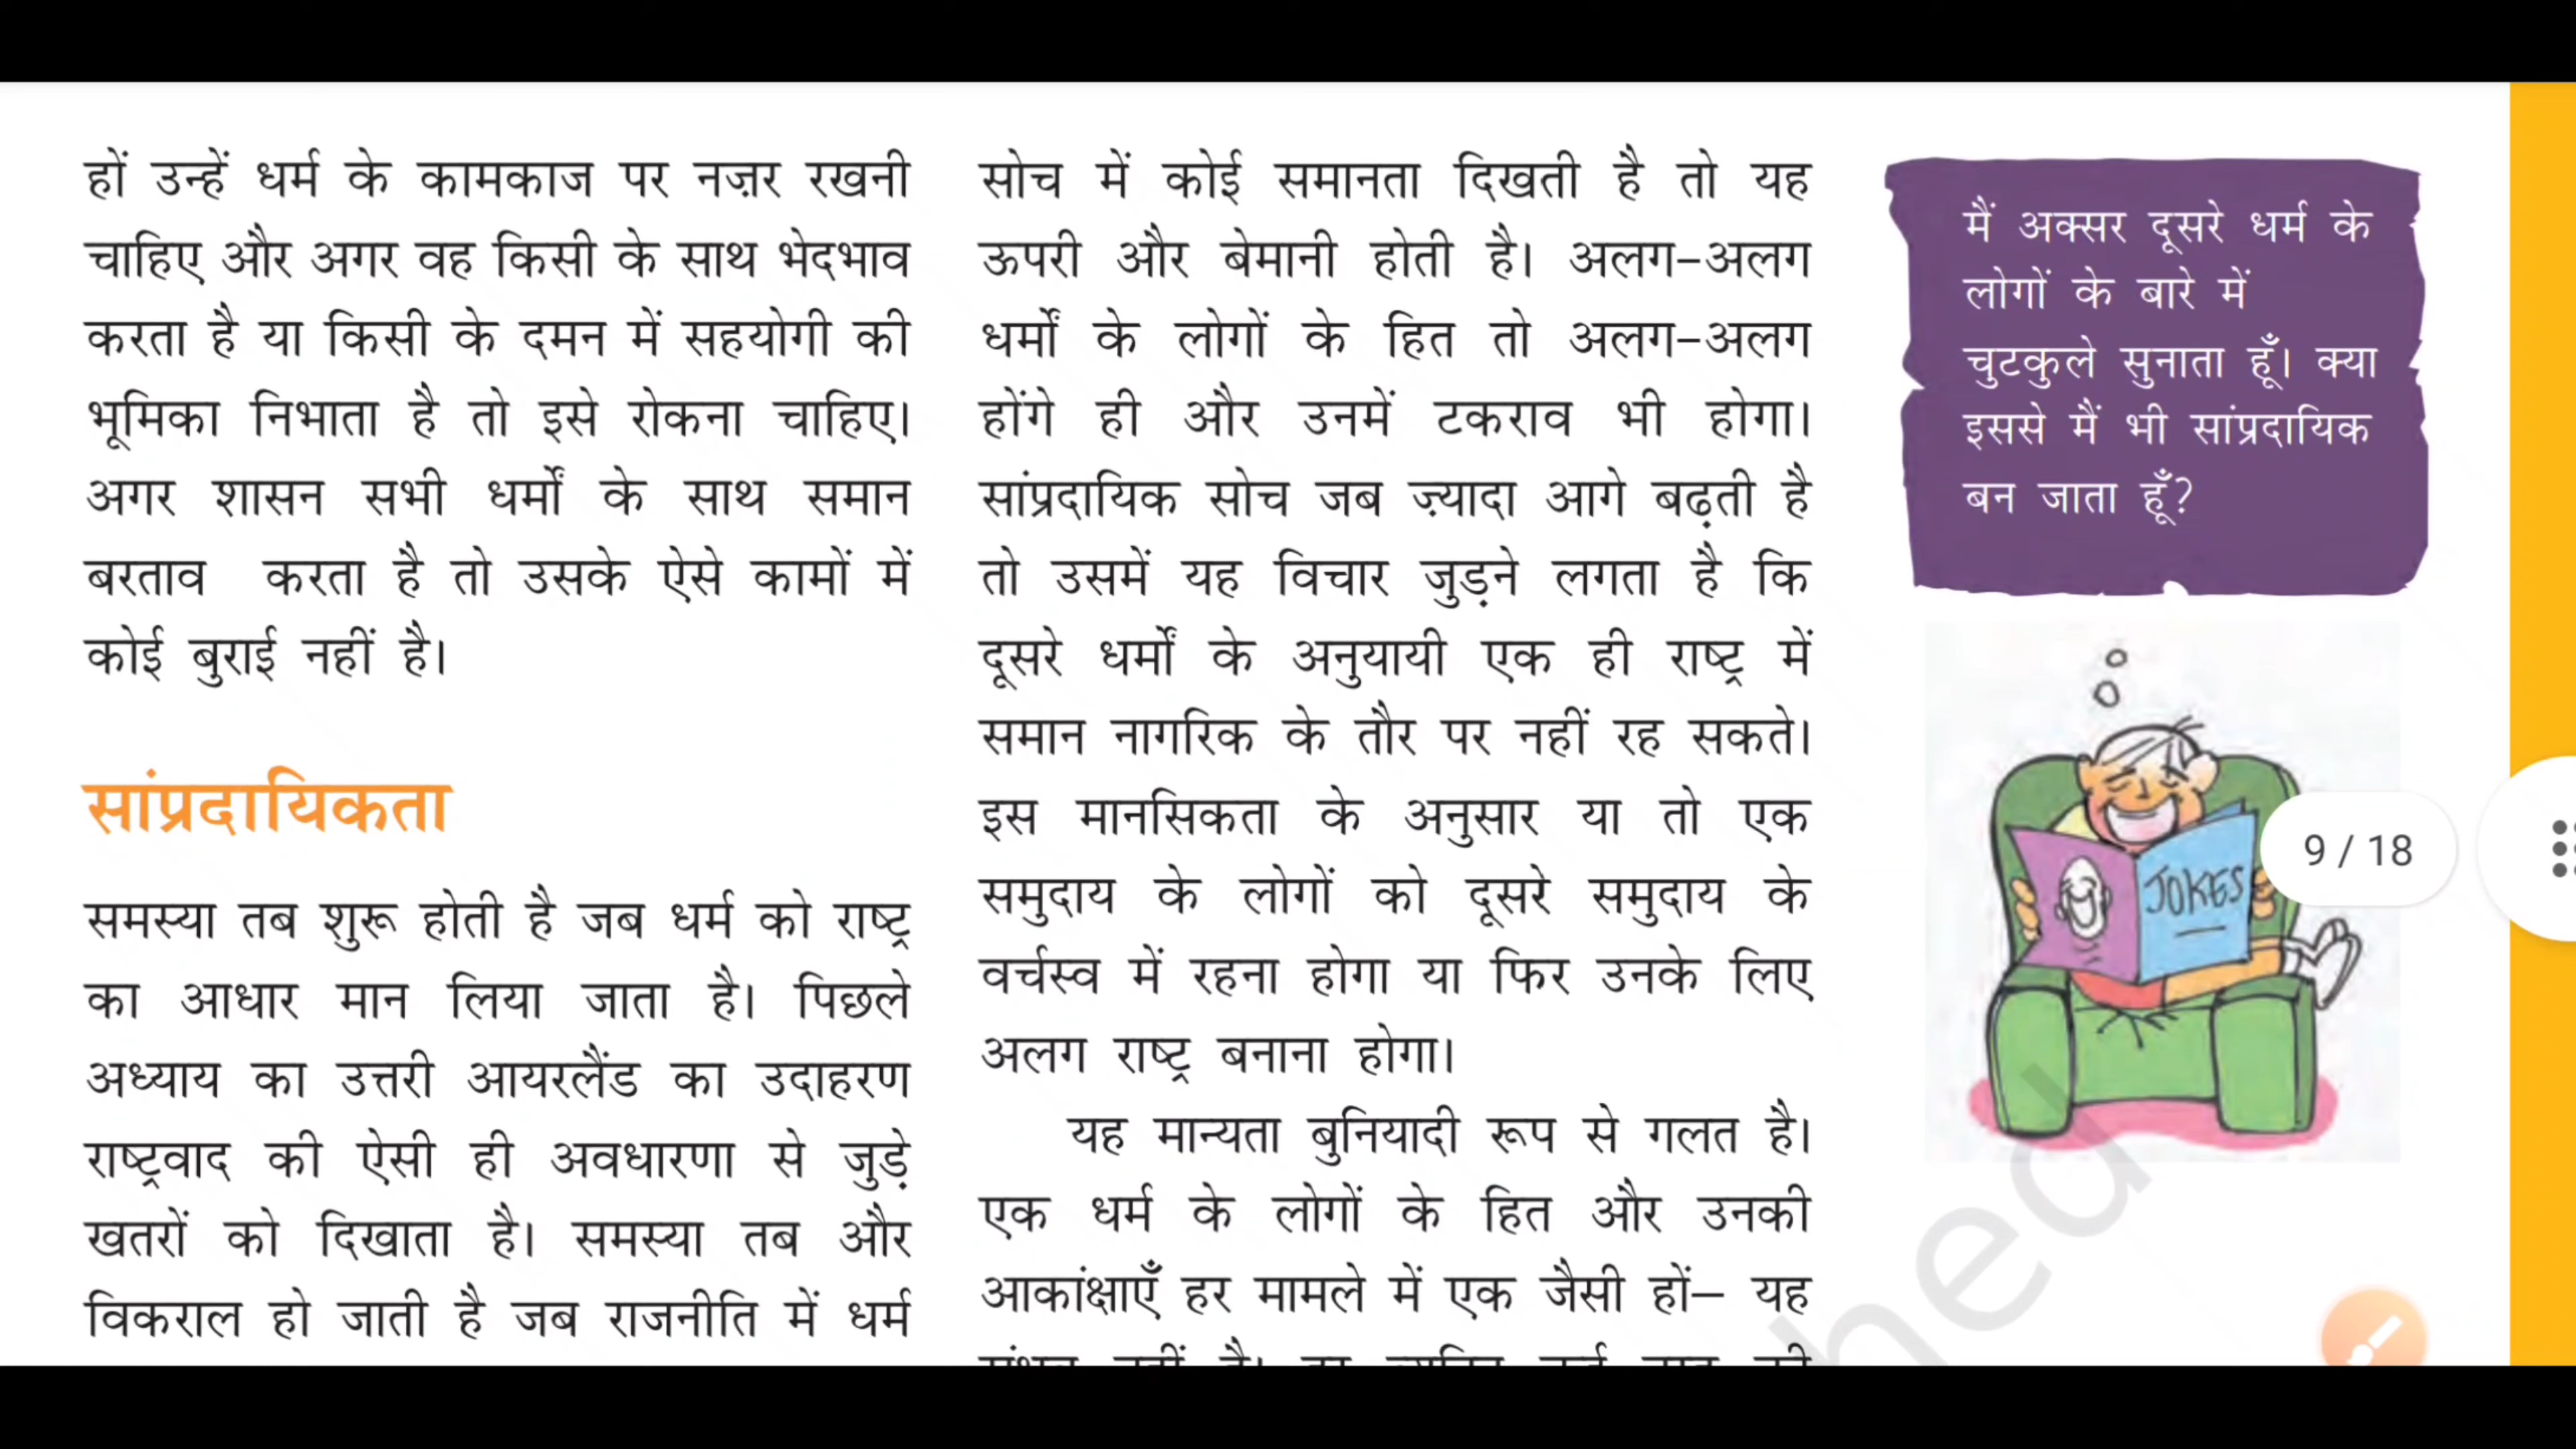 हों उन्हें धर्म के कामकाज पर नज़र रखनी
चाहिए और अगर वह किसी के साथ भेदभाव
करता है या किसी के दमन में सहयोगी की
भूमिका निभाता है तो इसे रोकना चाहिए।
अगर शासन सभी धर्मों के साथ समान
बरताव करता है तो उसके ऐसे कामों में
कोई बुराई नहीं है।
सांप्रदायिकता
समस्या तब शुरू होती है जब धर्म को राष्ट्र
का आधार मान लिया जाता है। पिछले
अध्याय का उत्तरी आयरलैंड का उदाहरण
राष्ट्रवाद की ऐसी ही अवधारणा से जुड़े
खतरों को दिखाता है। समस्या तब और
विकराल हो जाती है जब राजनीति में धर्म
सोच में कोई समानता दिखती है तो यह
ऊपरी और बेमानी होती है। अलग-अलग
धर्मों के लोगों के हित तो अलग-अलग
होंगे ही और उनमें टकराव भी होगा।
सांप्रदायिक सोच जब ज़्यादा आगे बढ़ती है
तो उसमें यह विचार जुड़ने लगता है कि
दूसरे धर्मों के अनुयायी एक ही राष्ट्र में
समान नागरिक के तौर पर नहीं रह सकते।
इस मानसिकता के अनुसार या तो एक
समुदाय के लोगों को दूसरे समुदाय के
वर्चस्व में रहना होगा या फिर उनके लिए
अलग राष्ट्र बनाना होगा।
यह मान्यता बुनियादी रूप से गलत है।
एक धर्म के लोगों के हित और उनकी
आकांक्षाएँ हर मामले में एक जैसी हों– यह
मैं अक्सर दूसरे धर्म के
लोगों के बारे में
चुटकुले सुनाता हूँ। क्या
इससे मैं भी सांप्रदायिक
बन जाता हूँ?
JOKES
9 / 18
hed